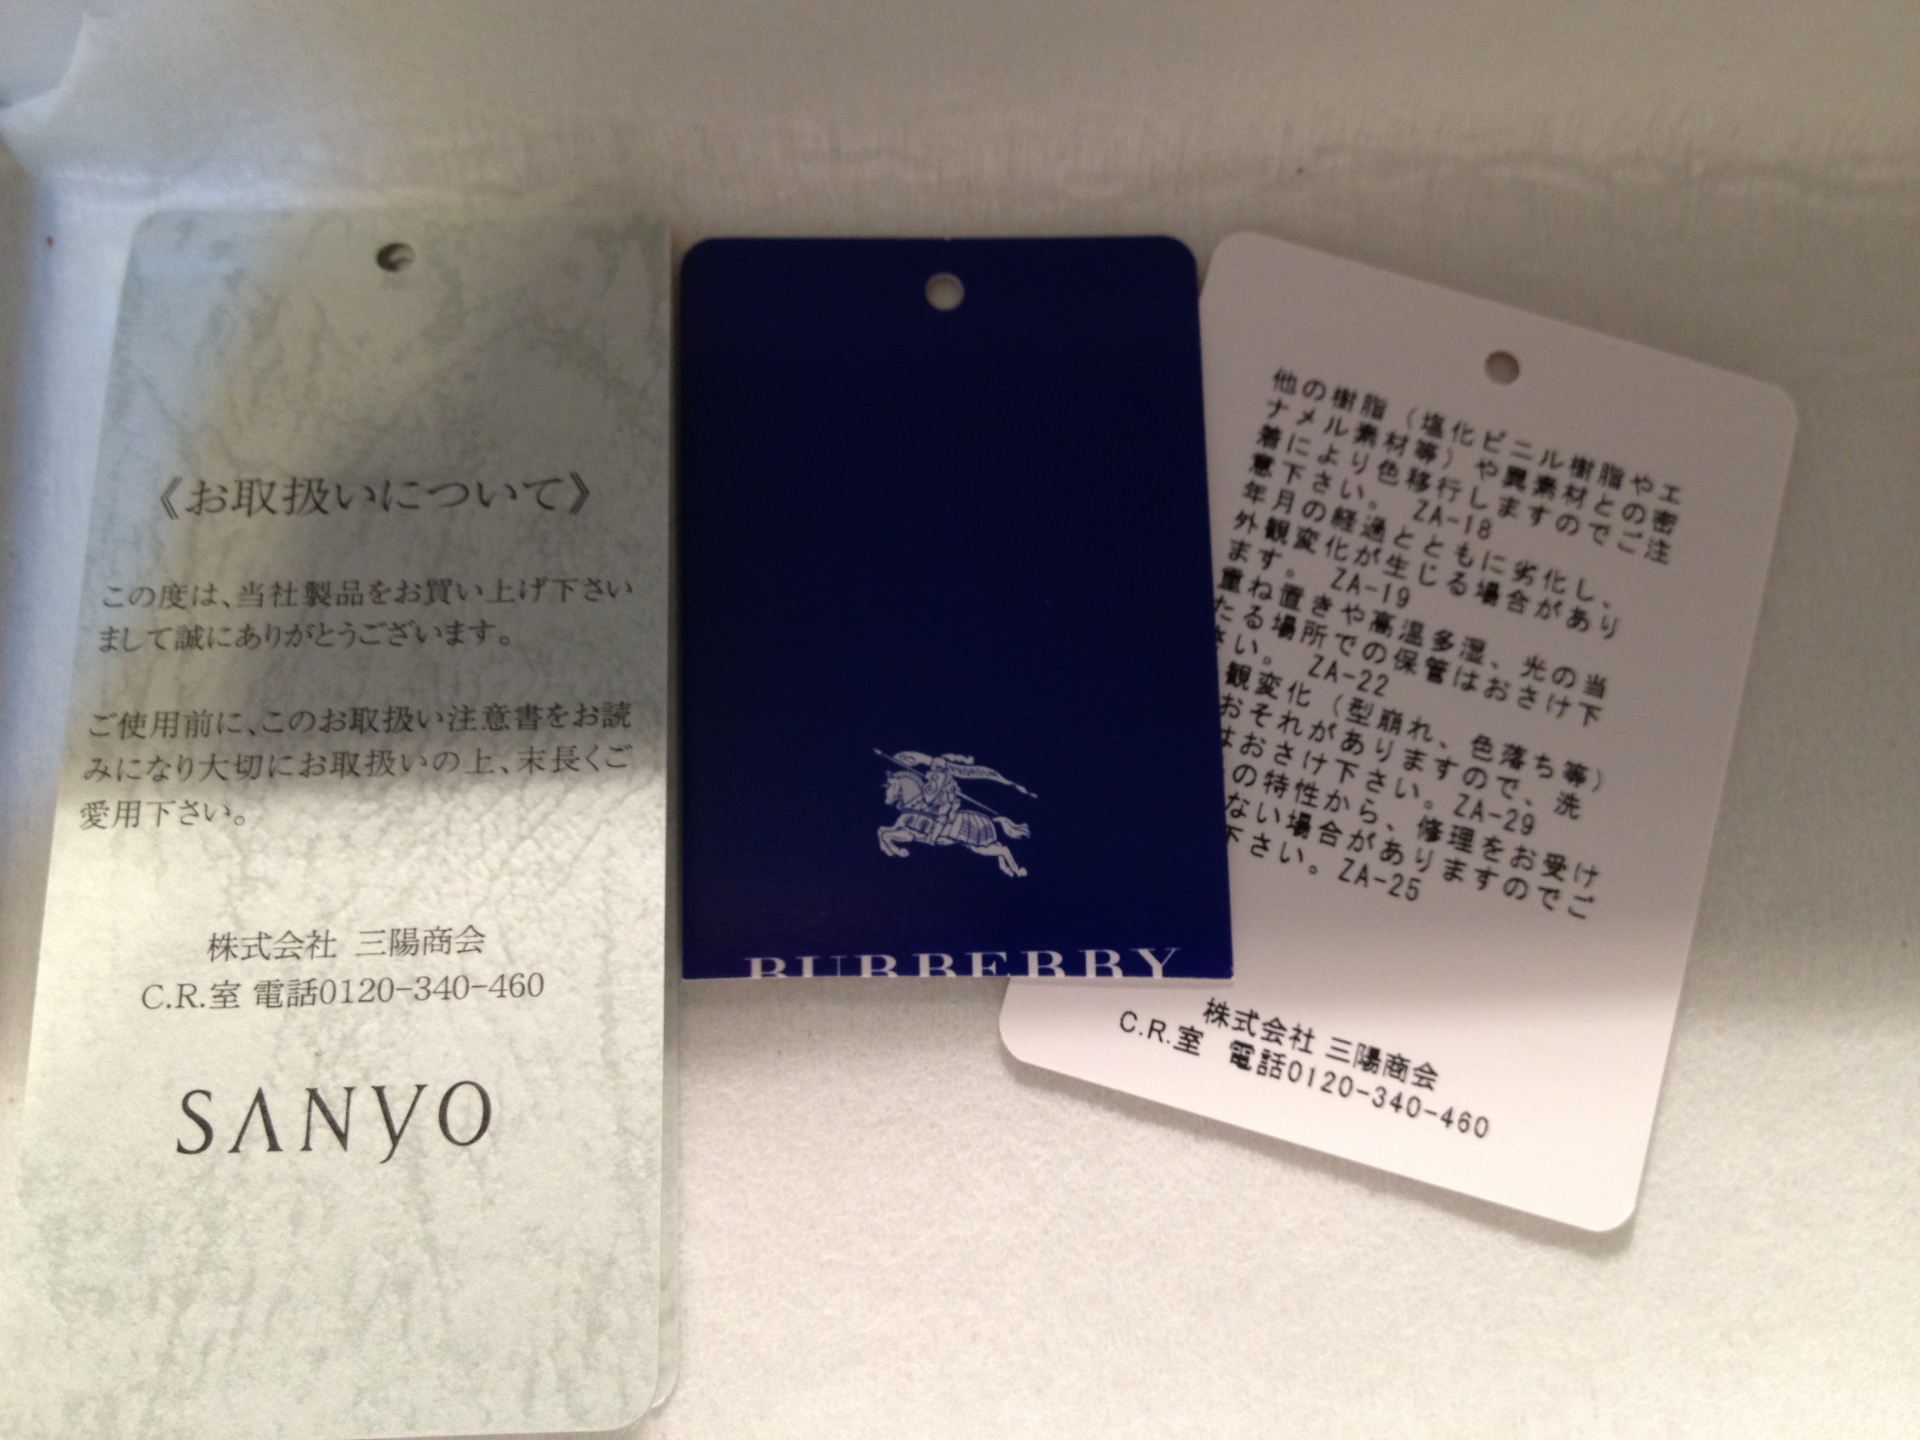 《お取扱いについて》
この度は、当社製品をお買い上げ下さい
まして誠にありがとうございます。
ご使用前に、このお取扱い注意書をお読
みになり大切にお取扱いの上、末長くご
愛用下さい。
株式会社 三陽商会
C.R.室 電話0120-340-460
SANYO
PRORSUM
BURBERRY
他の樹脂（塩化ビニル樹脂やエ
ナメル素材等）や異素材との密
着により色移行しますのでご注
意下さい。 ZA-18
年月の経過とともに劣化し、
外観変化が生じる場合があり
ます。 ZA-19
重ね置きや高温多湿、光の当
たる場所での保管はおさけ下
さい。 ZA-22
観変化（型崩れ、色落ち等）
おそれがありますので、洗
はおさけ下さい。ZA-29
の特性から、修理をお受け
ない場合がありますのでご
下さい。ZA-25
株式会社 三陽商会
C.R.室 電話0120-340-460